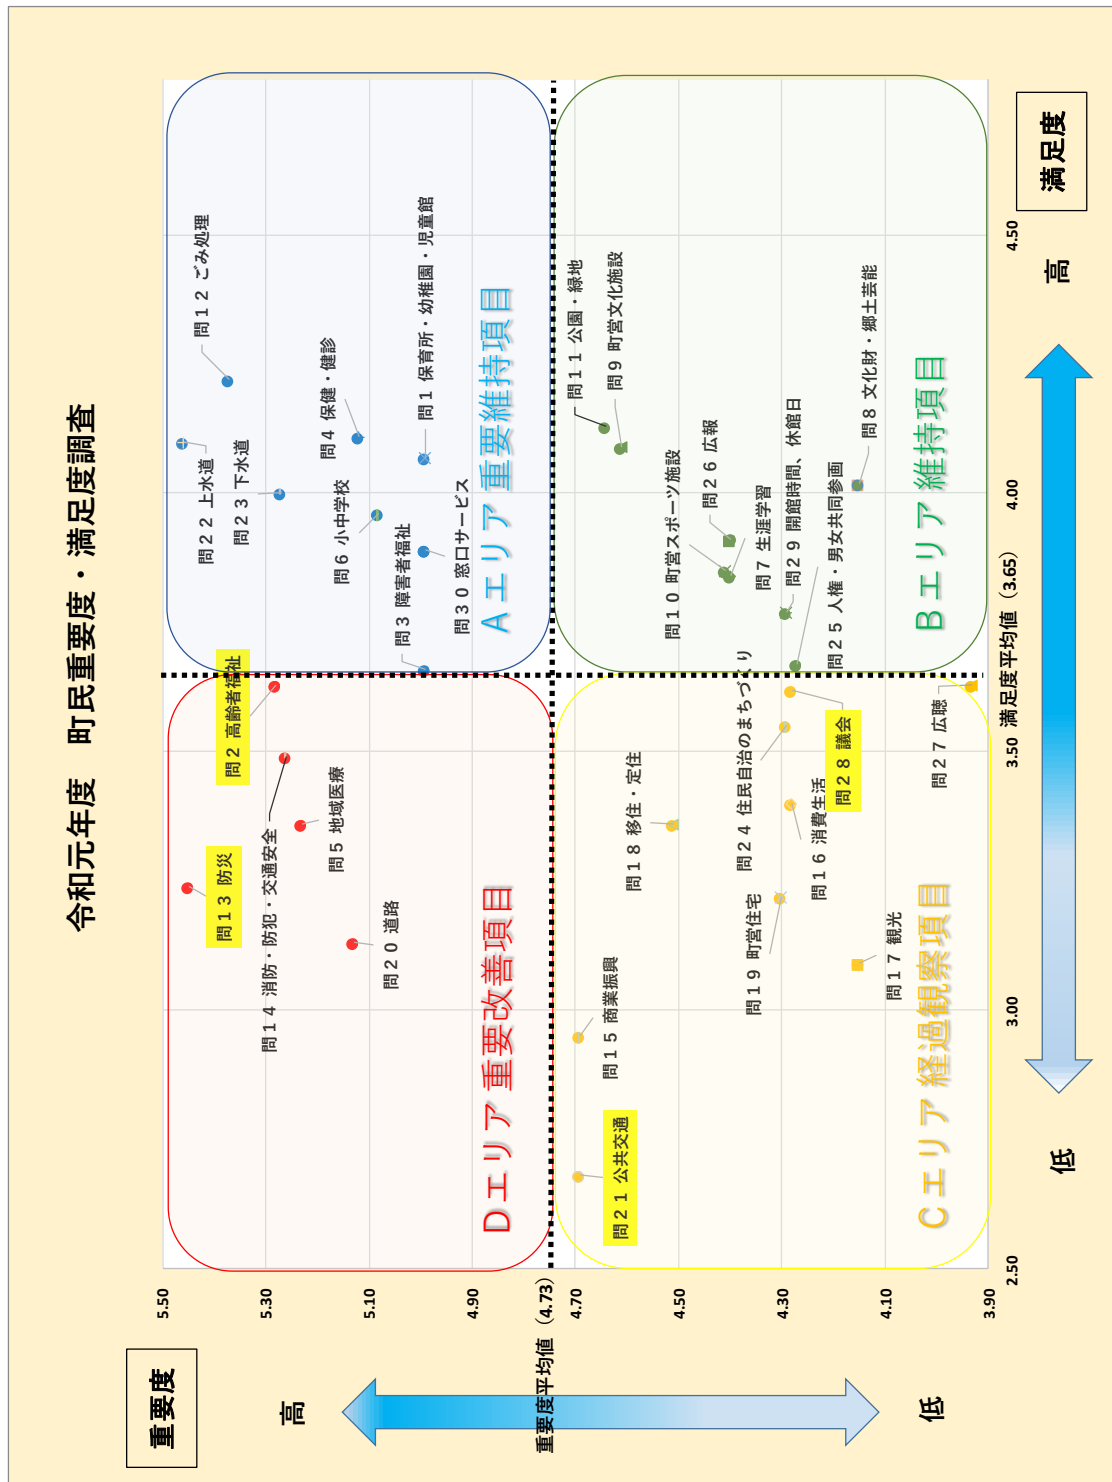 令和元年度　町民重要度・満足度調査
重要度
高
重要度平均値（4.73）
低
5.50
5.30
5.10
4.90
4.70
4.50
4.30
4.10
3.90
Dエリア 重要改善項目
問２ 高齢者福祉
問１３ 防災
問１４ 消防・防犯・交通安全
問５ 地域医療
問２０ 道路
Aエリア 重要維持項目
問１２ ごみ処理
問２２ 上水道
問２３ 下水道
問４ 保健・健診
問６ 小中学校
問１ 保育所・幼稚園・児童館
問３ 障害者福祉
問３０ 窓口サービス
Cエリア 経過観察項目
問２１ 公共交通
問１５ 商業振興
問１８ 移住・定住
問１９ 町営住宅
問２４ 住民自治のまちづくり
問１６ 消費生活
問２８ 議会
問１７ 観光
問２７ 広聴
Bエリア 維持項目
問１１ 公園・緑地
問９ 町営文化施設
問１０ 町営スポーツ施設
問２６ 広報
問７ 生涯学習
問２９ 開館時間、休館日
問２５ 人権・男女共同参画
問８ 文化財・郷土芸能
2.50
3.00
3.50
満足度平均値（3.65）
4.00
4.50
低
高
満足度